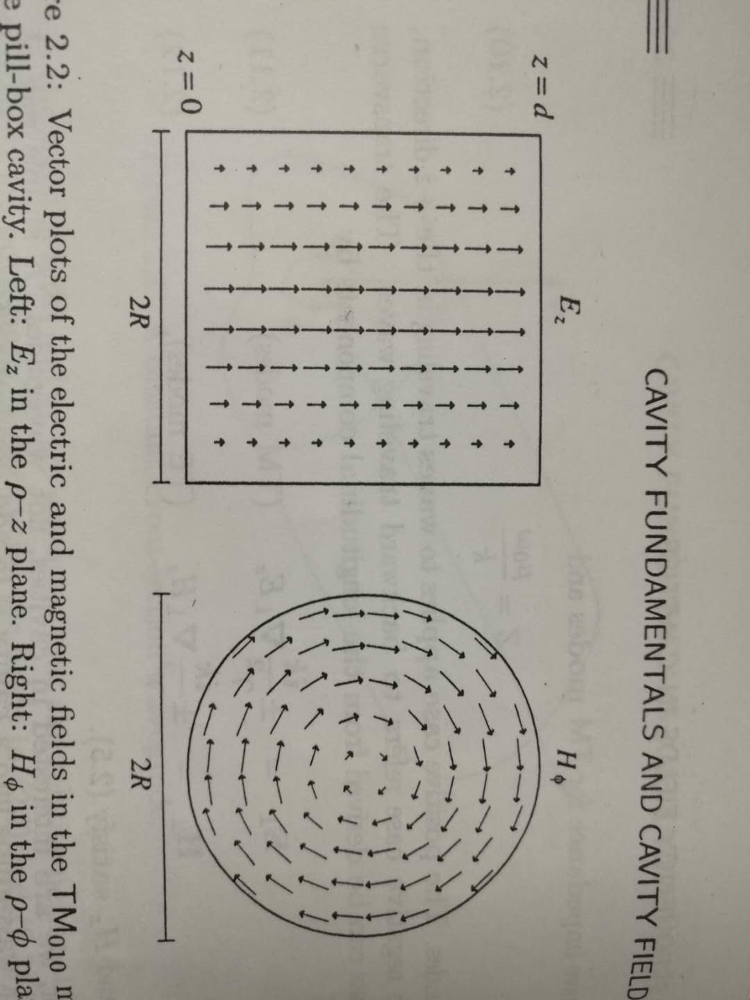 CAVITY FUNDAMENTALS AND CAVITY FIELD
E_z
H_ϕ
z = d
z = 0
2R
2R
re 2.2: Vector plots of the electric and magnetic fields in the TM₀₁₀ m
e pill-box cavity. Left: E_z in the ρ–z plane. Right: H_ϕ in the ρ–ϕ pla